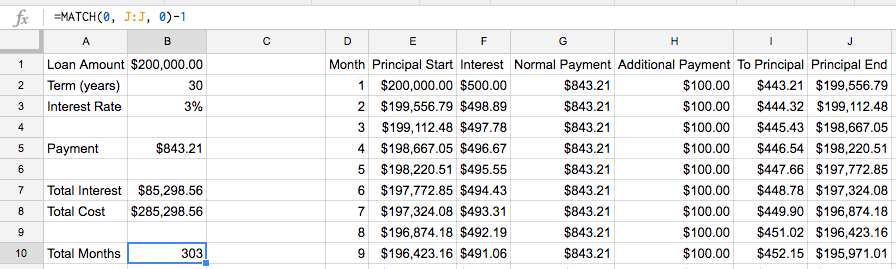 fx =MATCH(0, J:J, 0)-1
A B C D E F G H I J
1 Loan Amount $200,000.00 Month Principal Start Interest Normal Payment Additional Payment To Principal Principal End
2 Term (years) 30 1 $200,000.00 $500.00 $843.21 $100.00 $443.21 $199,556.79
3 Interest Rate 3% 2 $199,556.79 $498.89 $843.21 $100.00 $444.32 $199,112.48
4 3 $199,112.48 $497.78 $843.21 $100.00 $445.43 $198,667.05
5 Payment $843.21 4 $198,667.05 $496.67 $843.21 $100.00 $446.54 $198,220.51
6 5 $198,220.51 $495.55 $843.21 $100.00 $447.66 $197,772.85
7 Total Interest $85,298.56 6 $197,772.85 $494.43 $843.21 $100.00 $448.78 $197,324.08
8 Total Cost $285,298.56 7 $197,324.08 $493.31 $843.21 $100.00 $449.90 $196,874.18
9 8 $196,874.18 $492.19 $843.21 $100.00 $451.02 $196,423.16
10 Total Months 303 9 $196,423.16 $491.06 $843.21 $100.00 $452.15 $195,971.01